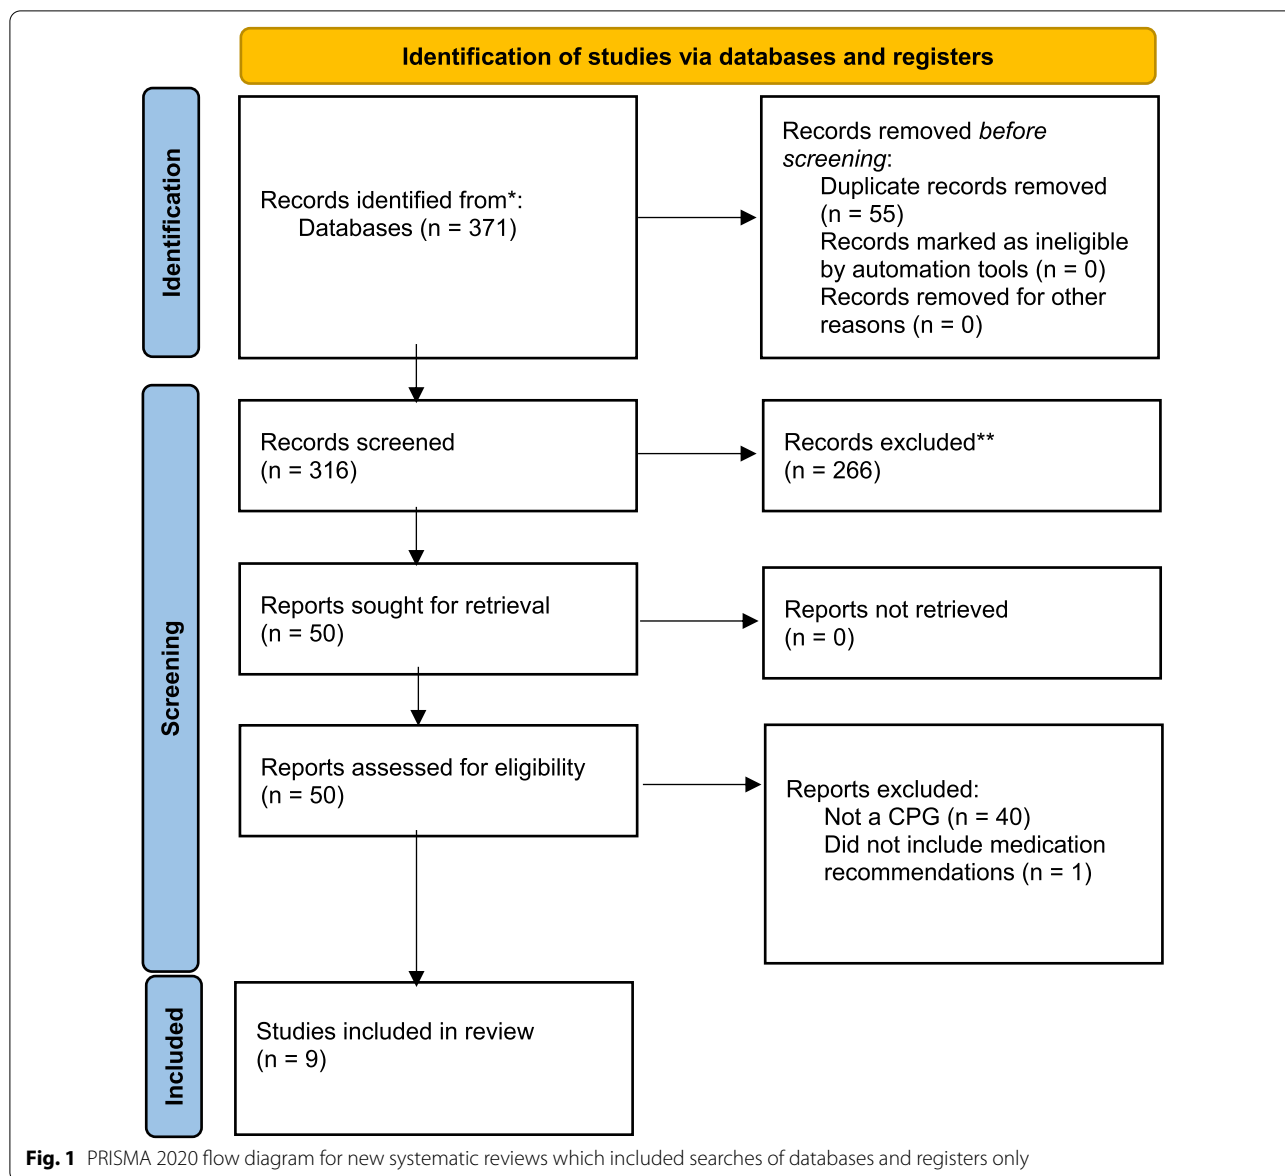 Identification of studies via databases and registers
Identification
Records identified from*:
Databases (n = 371)
Records removed before
screening:
Duplicate records removed
(n = 55)
Records marked as ineligible
by automation tools (n = 0)
Records removed for other
reasons (n = 0)
Screening
Records screened
(n = 316)
Records excluded**
(n = 266)
Reports sought for retrieval
(n = 50)
Reports not retrieved
(n = 0)
Reports assessed for eligibility
(n = 50)
Reports excluded:
Not a CPG (n = 40)
Did not include medication
recommendations (n = 1)
Included
Studies included in review
(n = 9)
Fig. 1 PRISMA 2020 flow diagram for new systematic reviews which included searches of databases and registers only